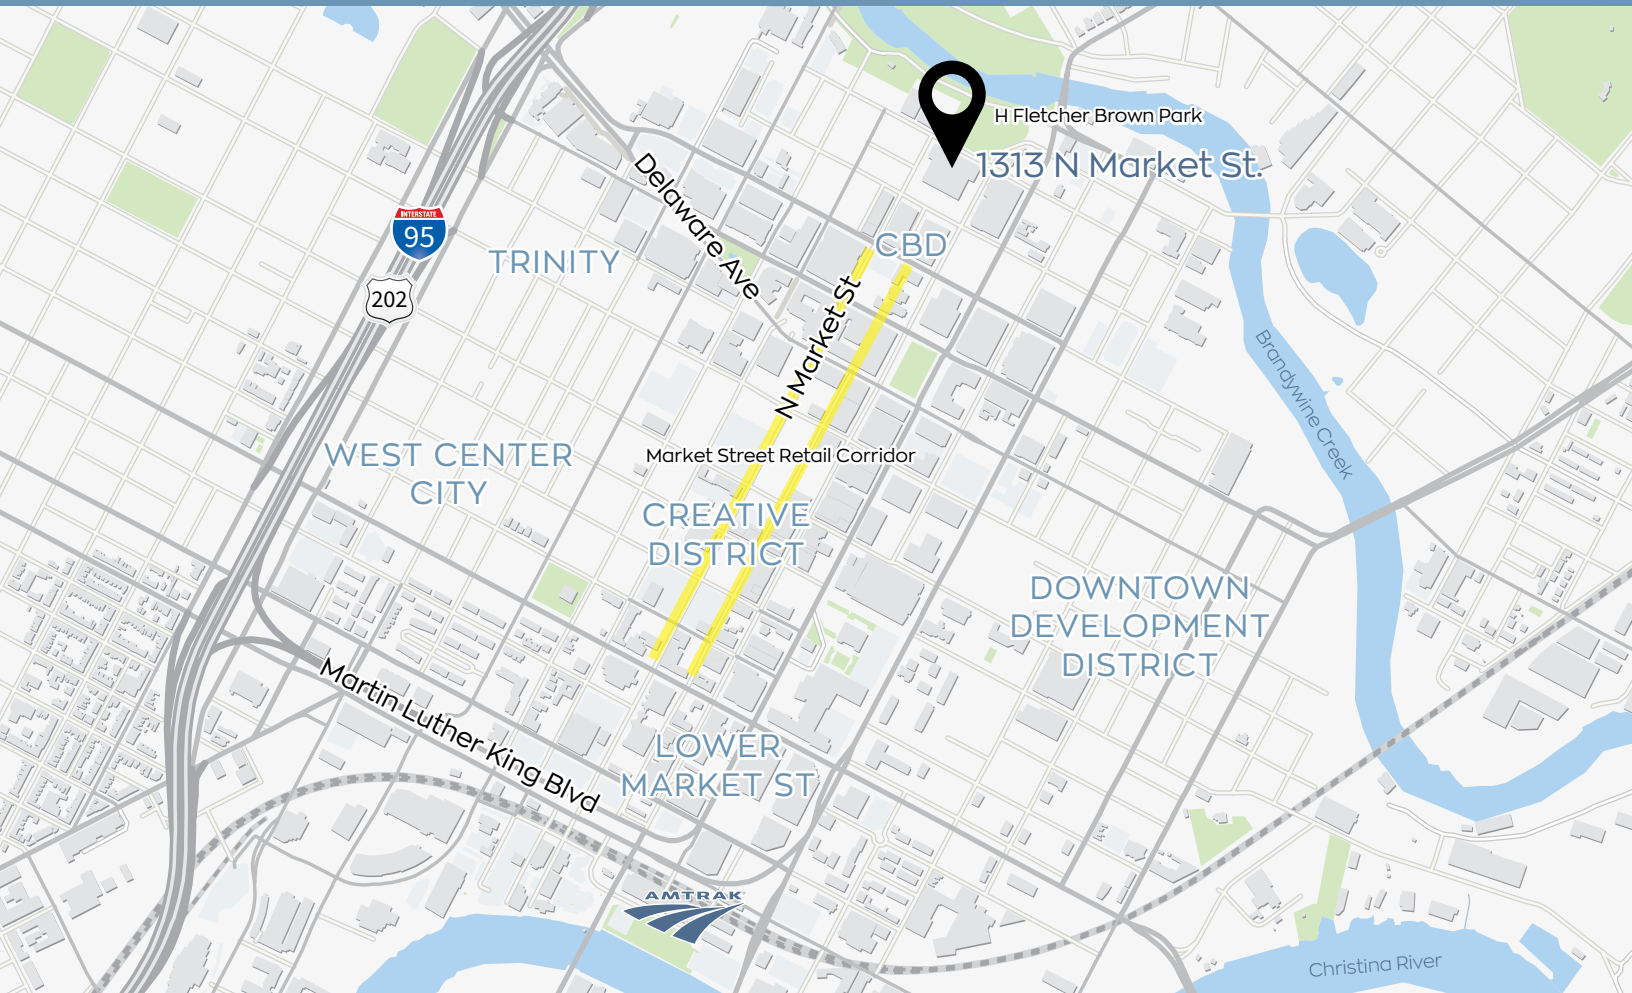 H Fletcher Brown Park
1313 N Market St.
Delaware Ave
INTERSTATE
95
CBD
TRINITY
202
N Market St
Brandywine Creek
WEST CENTER
CITY
Market Street Retail Corridor
CREATIVE
DISTRICT
DOWNTOWN
DEVELOPMENT
DISTRICT
Martin Luther King Blvd
LOWER
MARKET ST
AMTRAK
Christina River